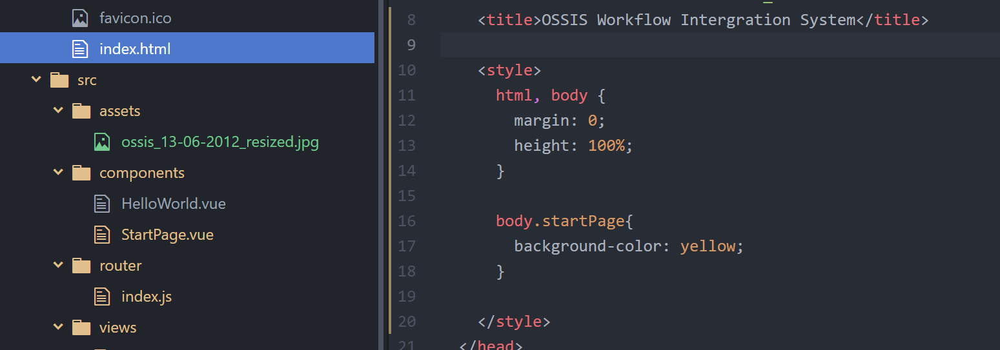 favicon.ico
index.html
src
assets
ossis_13-06-2012_resized.jpg
components
HelloWorld.vue
StartPage.vue
router
index.js
views
8 <title>OSSIS Workflow Intergration System</title>
9
10 <style>
11 html, body {
12 margin: 0;
13 height: 100%;
14 }
15
16 body.startPage{
17 background-color: yellow;
18 }
19
20 </style>
21 </head>